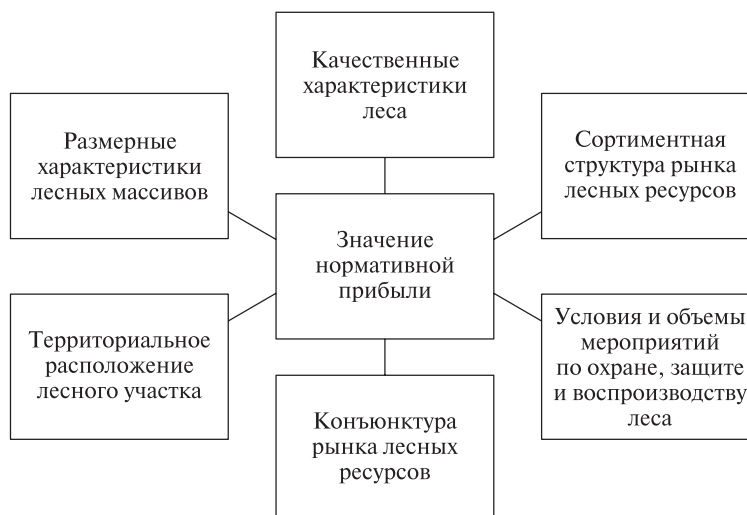 Качественные
характеристики
леса
Размерные
характеристики
лесных массивов
Сортиментная
структура рынка
лесных ресурсов
Значение
нормативной
прибыли
Территориальное
расположение
лесного участка
Условия и объемы
мероприятий
по охране, защите
и воспроизводству
леса
Конъюнктура
рынка лесных
ресурсов